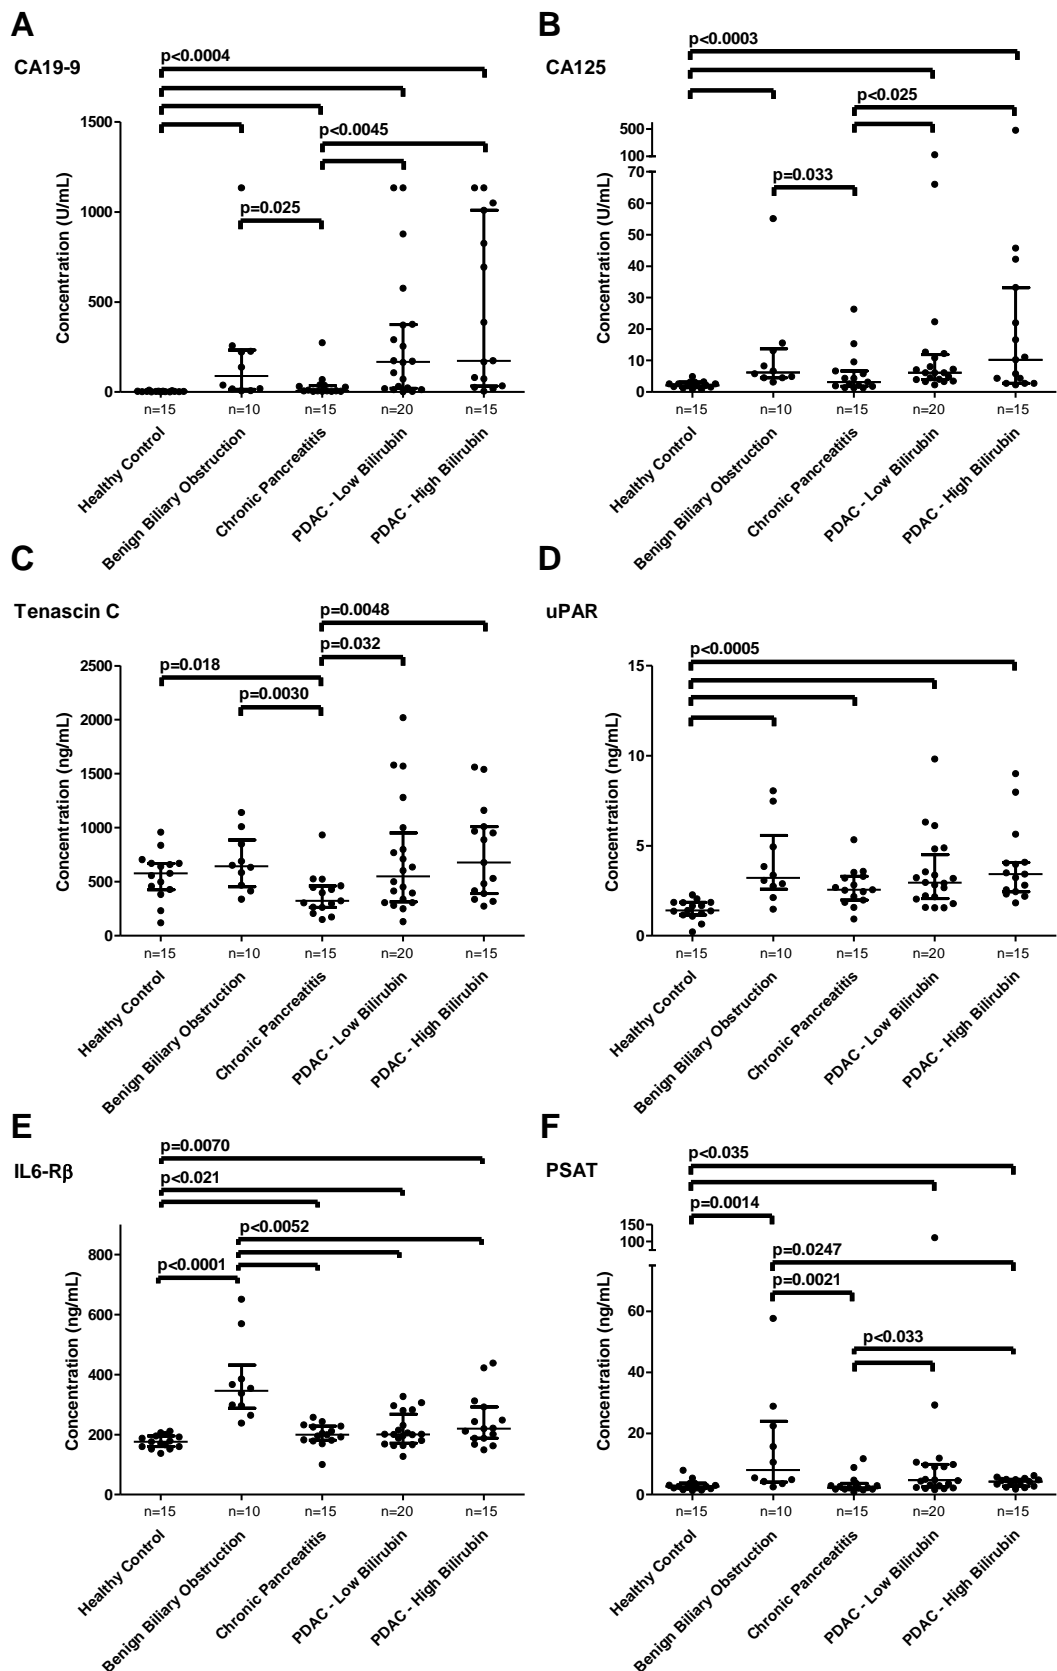 A
CA19-9
p<0.0004
p<0.0045
p=0.025
Concentration (U/mL)
1500
1000
500
0
n=15
n=10
n=15
n=20
n=15
Healthy Control
Benign Biliary Obstruction
Chronic Pancreatitis
PDAC - Low Bilirubin
PDAC - High Bilirubin
B
CA125
p<0.0003
p<0.025
p=0.033
Concentration (U/mL)
500
100
70
60
50
40
30
20
10
0
n=15
n=10
n=15
n=20
n=15
Healthy Control
Benign Biliary Obstruction
Chronic Pancreatitis
PDAC - Low Bilirubin
PDAC - High Bilirubin
C
Tenascin C
p=0.0048
p=0.032
p=0.018
p=0.0030
Concentration (ng/mL)
2500
2000
1500
1000
500
0
n=15
n=10
n=15
n=20
n=15
Healthy Control
Benign Biliary Obstruction
Chronic Pancreatitis
PDAC - Low Bilirubin
PDAC - High Bilirubin
D
uPAR
p<0.0005
Concentration (ng/mL)
15
10
5
0
n=15
n=10
n=15
n=20
n=15
Healthy Control
Benign Biliary Obstruction
Chronic Pancreatitis
PDAC - Low Bilirubin
PDAC - High Bilirubin
E
IL6-Rβ
p=0.0070
p<0.021
p<0.0052
p<0.0001
Concentration (ng/mL)
800
600
400
200
0
n=15
n=10
n=15
n=20
n=15
Healthy Control
Benign Biliary Obstruction
Chronic Pancreatitis
PDAC - Low Bilirubin
PDAC - High Bilirubin
F
PSAT
p<0.035
p=0.0014
p=0.0247
p=0.0021
p<0.033
Concentration (ng/mL)
150
100
60
40
20
0
n=15
n=10
n=15
n=20
n=15
Healthy Control
Benign Biliary Obstruction
Chronic Pancreatitis
PDAC - Low Bilirubin
PDAC - High Bilirubin